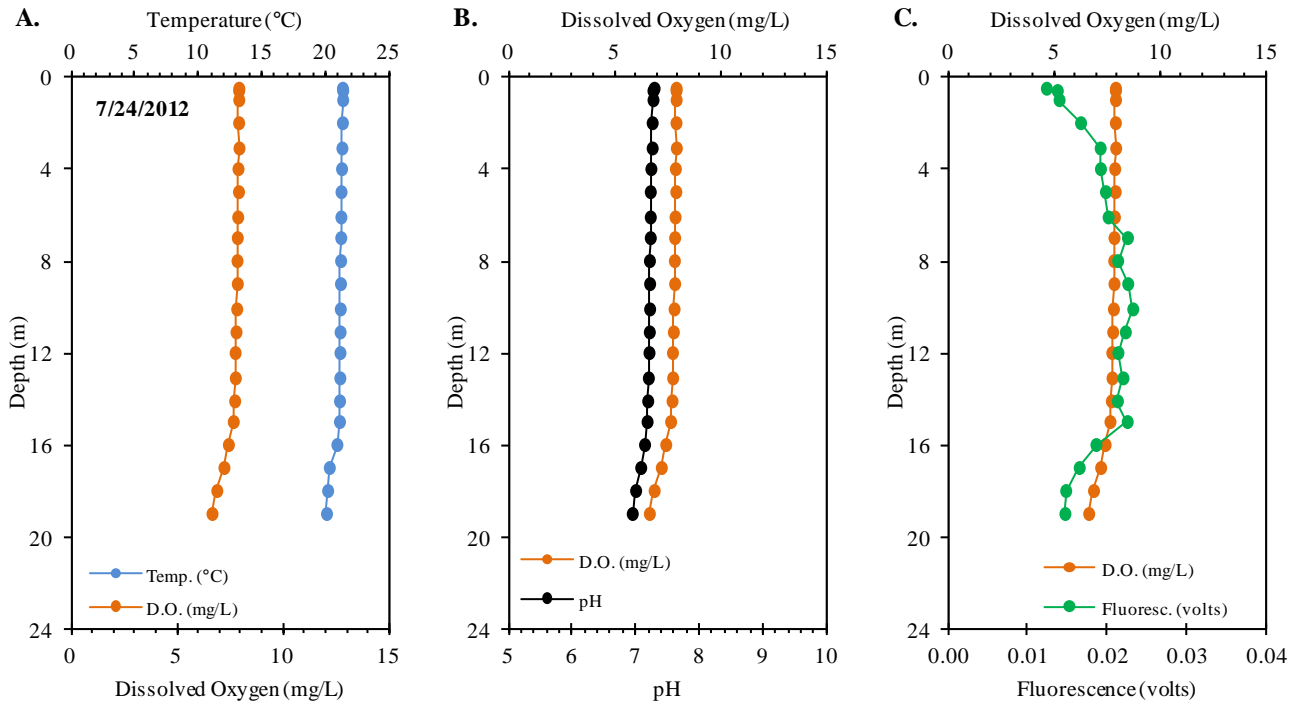 A.
Temperature (°C)
0 5 10 15 20 25
7/24/2012
0
4
8
12
16
20
24
Depth (m)
Temp. (°C)
D.O. (mg/L)
0 5 10 15
Dissolved Oxygen (mg/L)
B.
Dissolved Oxygen (mg/L)
0 5 10 15
0
4
8
12
16
20
24
Depth (m)
D.O. (mg/L)
pH
5 6 7 8 9 10
pH
C.
Dissolved Oxygen (mg/L)
0 5 10 15
0
4
8
12
16
20
24
Depth (m)
D.O. (mg/L)
Fluoresc. (volts)
0.00 0.01 0.02 0.03 0.04
Fluorescence (volts)